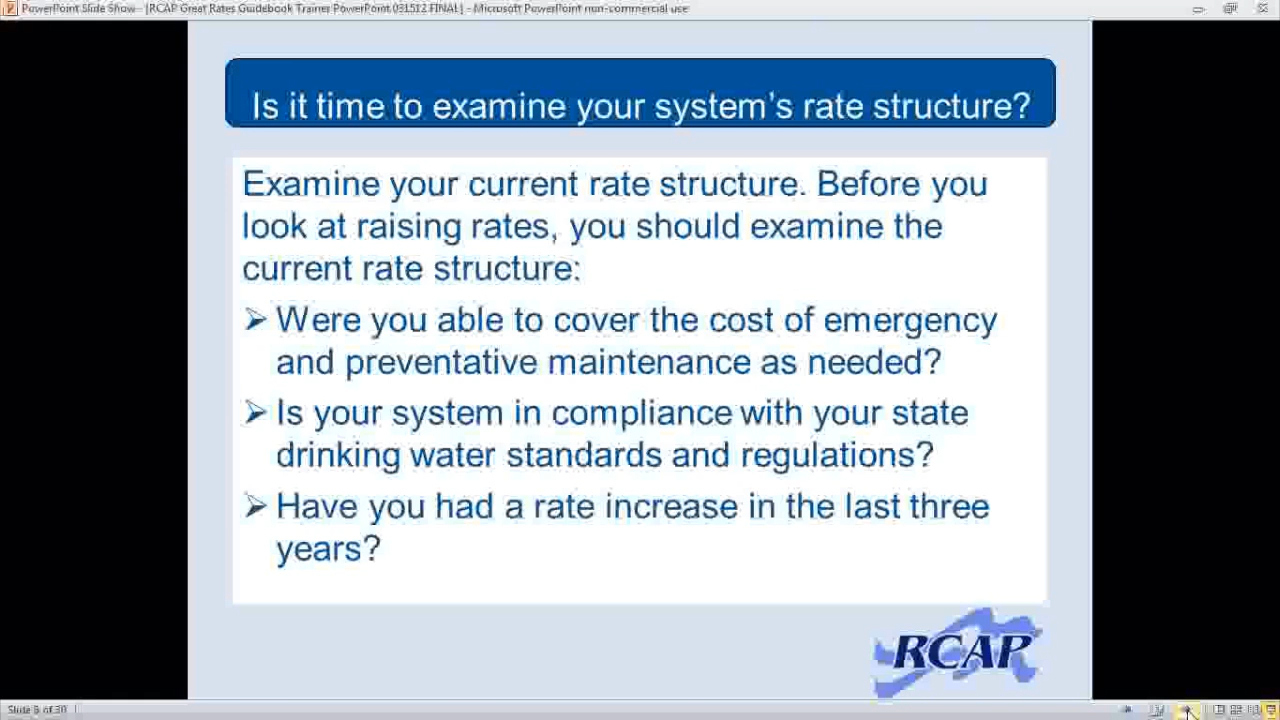 PowerPoint Slide Show - [RCAP Great Rates Guidebook Trainer PowerPoint 031512 FINAL] - Microsoft PowerPoint non-commercial use
Is it time to examine your system's rate structure?
Examine your current rate structure. Before you
look at raising rates, you should examine the
current rate structure:
➢ Were you able to cover the cost of emergency
and preventative maintenance as needed?
➢ Is your system in compliance with your state
drinking water standards and regulations?
➢ Have you had a rate increase in the last three
years?
RCAP
Slide of 30